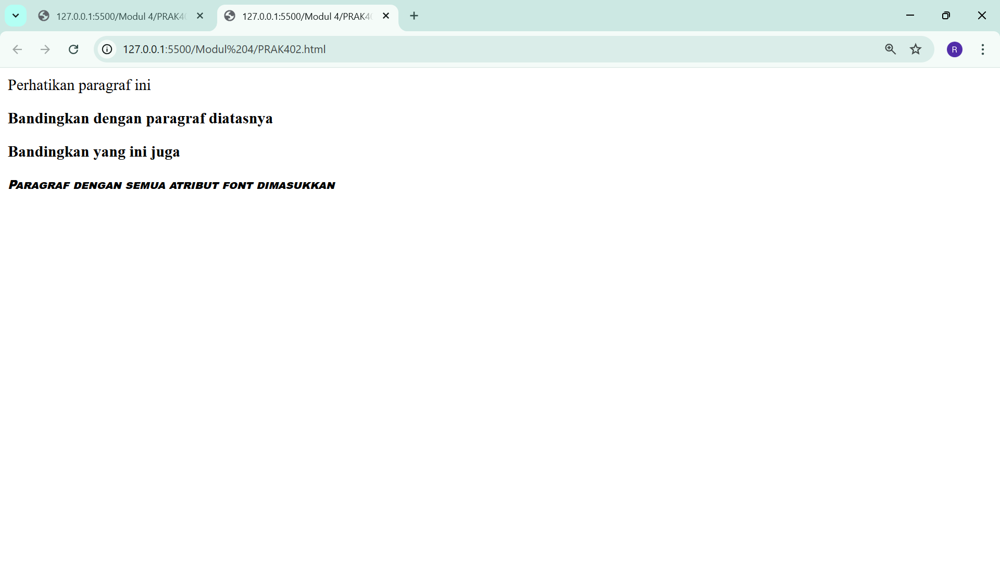 127.0.0.1:5500/Modul 4/PRAK40
127.0.0.1:5500/Modul 4/PRAK40
127.0.0.1:5500/Modul%204/PRAK402.html
R
Perhatikan paragraf ini
Bandingkan dengan paragraf diatasnya
Bandingkan yang ini juga
Paragraf dengan semua atribut font dimasukkan